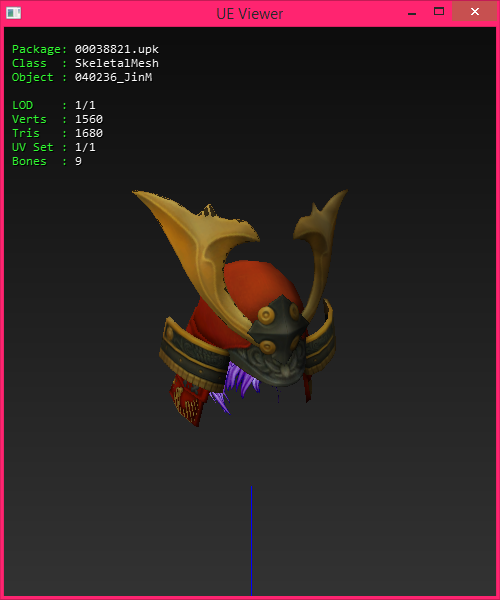 UE Viewer
Package: 00038821.upk
Class : SkeletalMesh
Object : 040236_JinM
LOD : 1/1
Verts : 1560
Tris : 1680
UV Set : 1/1
Bones : 9